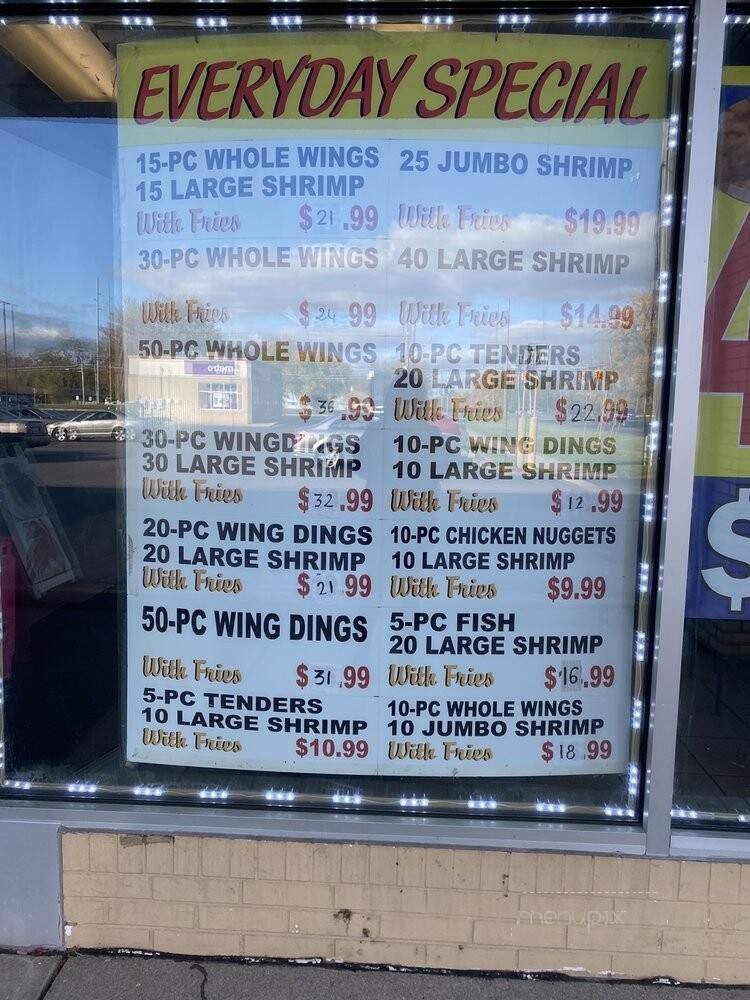 EVERYDAY SPECIAL
15-PC WHOLE WINGS
15 LARGE SHRIMP
With Fries $21.99
30-PC WHOLE WINGS
With Fries $24.99
50-PC WHOLE WINGS
$36.99
30-PC WINGDINGS
30 LARGE SHRIMP
With Fries $32.99
20-PC WING DINGS
20 LARGE SHRIMP
With Fries $21.99
50-PC WING DINGS
With Fries $31.99
5-PC TENDERS
10 LARGE SHRIMP
With Fries $10.99
25 JUMBO SHRIMP
With Fries $19.99
40 LARGE SHRIMP
With Fries $14.99
10-PC TENDERS
20 LARGE SHRIMP
With Fries $22.99
10-PC WING DINGS
10 LARGE SHRIMP
With Fries $12.99
10-PC CHICKEN NUGGETS
10 LARGE SHRIMP
With Fries $9.99
5-PC FISH
20 LARGE SHRIMP
With Fries $16.99
10-PC WHOLE WINGS
10 JUMBO SHRIMP
With Fries $18.99
$
menupix